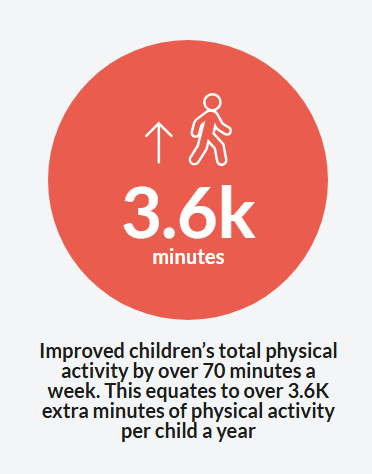 3.6k
minutes
Improved children’s total physical
activity by over 70 minutes a
week. This equates to over 3.6K
extra minutes of physical activity
per child a year